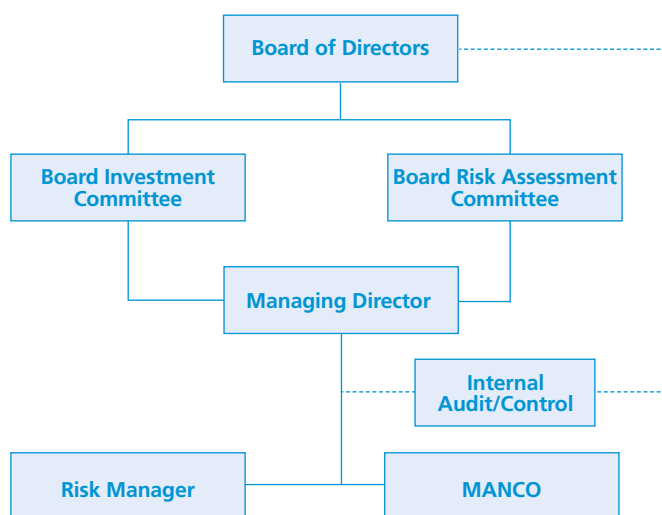 Board of Directors
Board Investment
Committee
Board Risk Assessment
Committee
Managing Director
Internal
Audit/Control
Risk Manager
MANCO